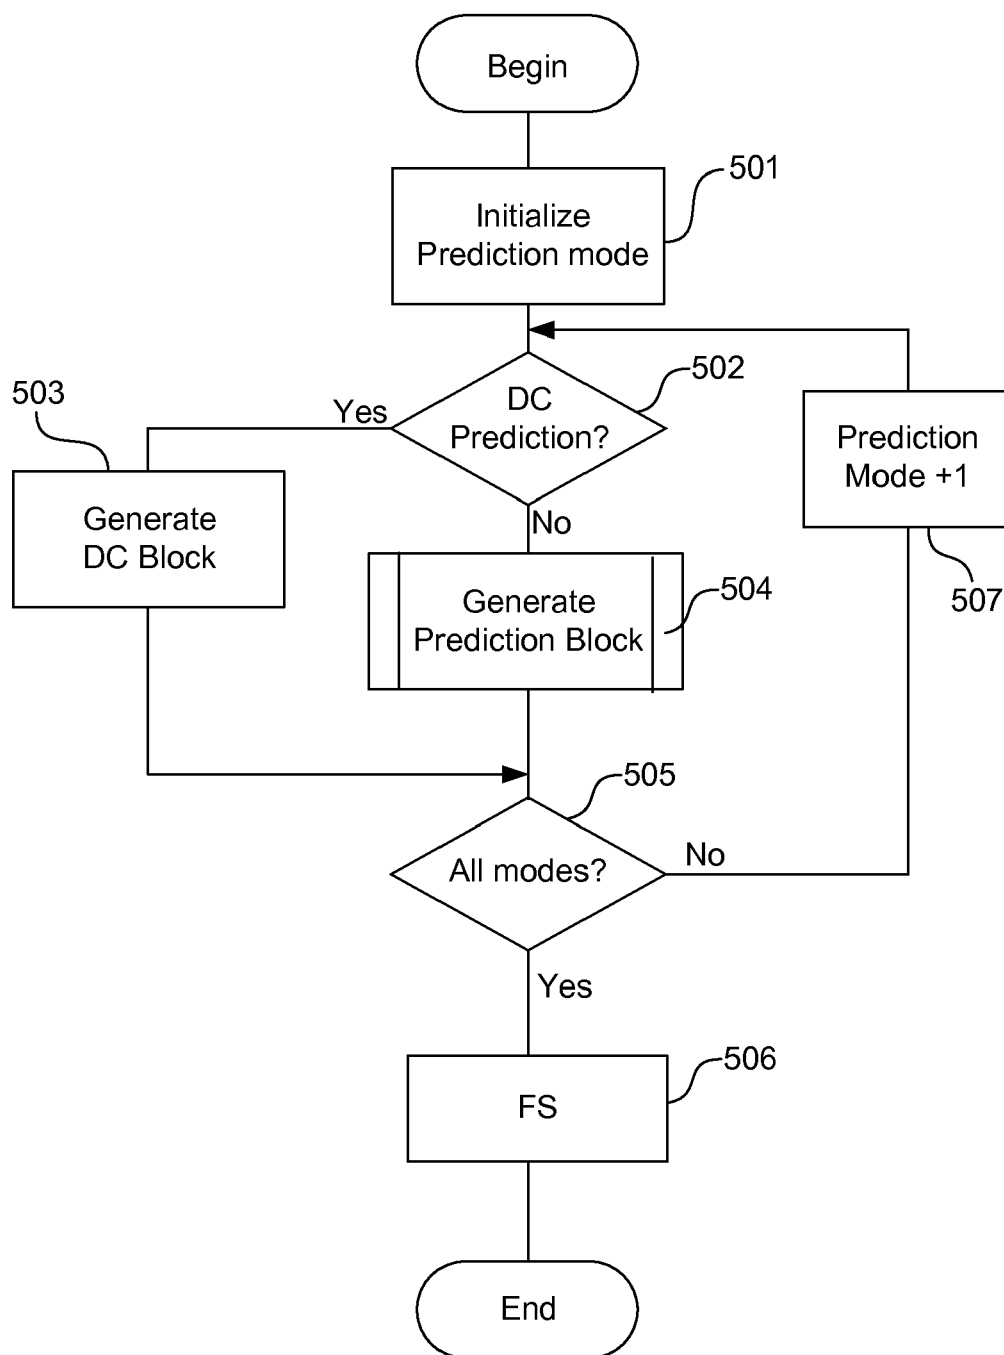 Begin
501
Initialize
Prediction mode
502
503
Yes
DC
Prediction?
Prediction
Mode +1
Generate
DC Block
No
Generate
Prediction Block
504
507
505
All modes?
No
Yes
506
FS
End